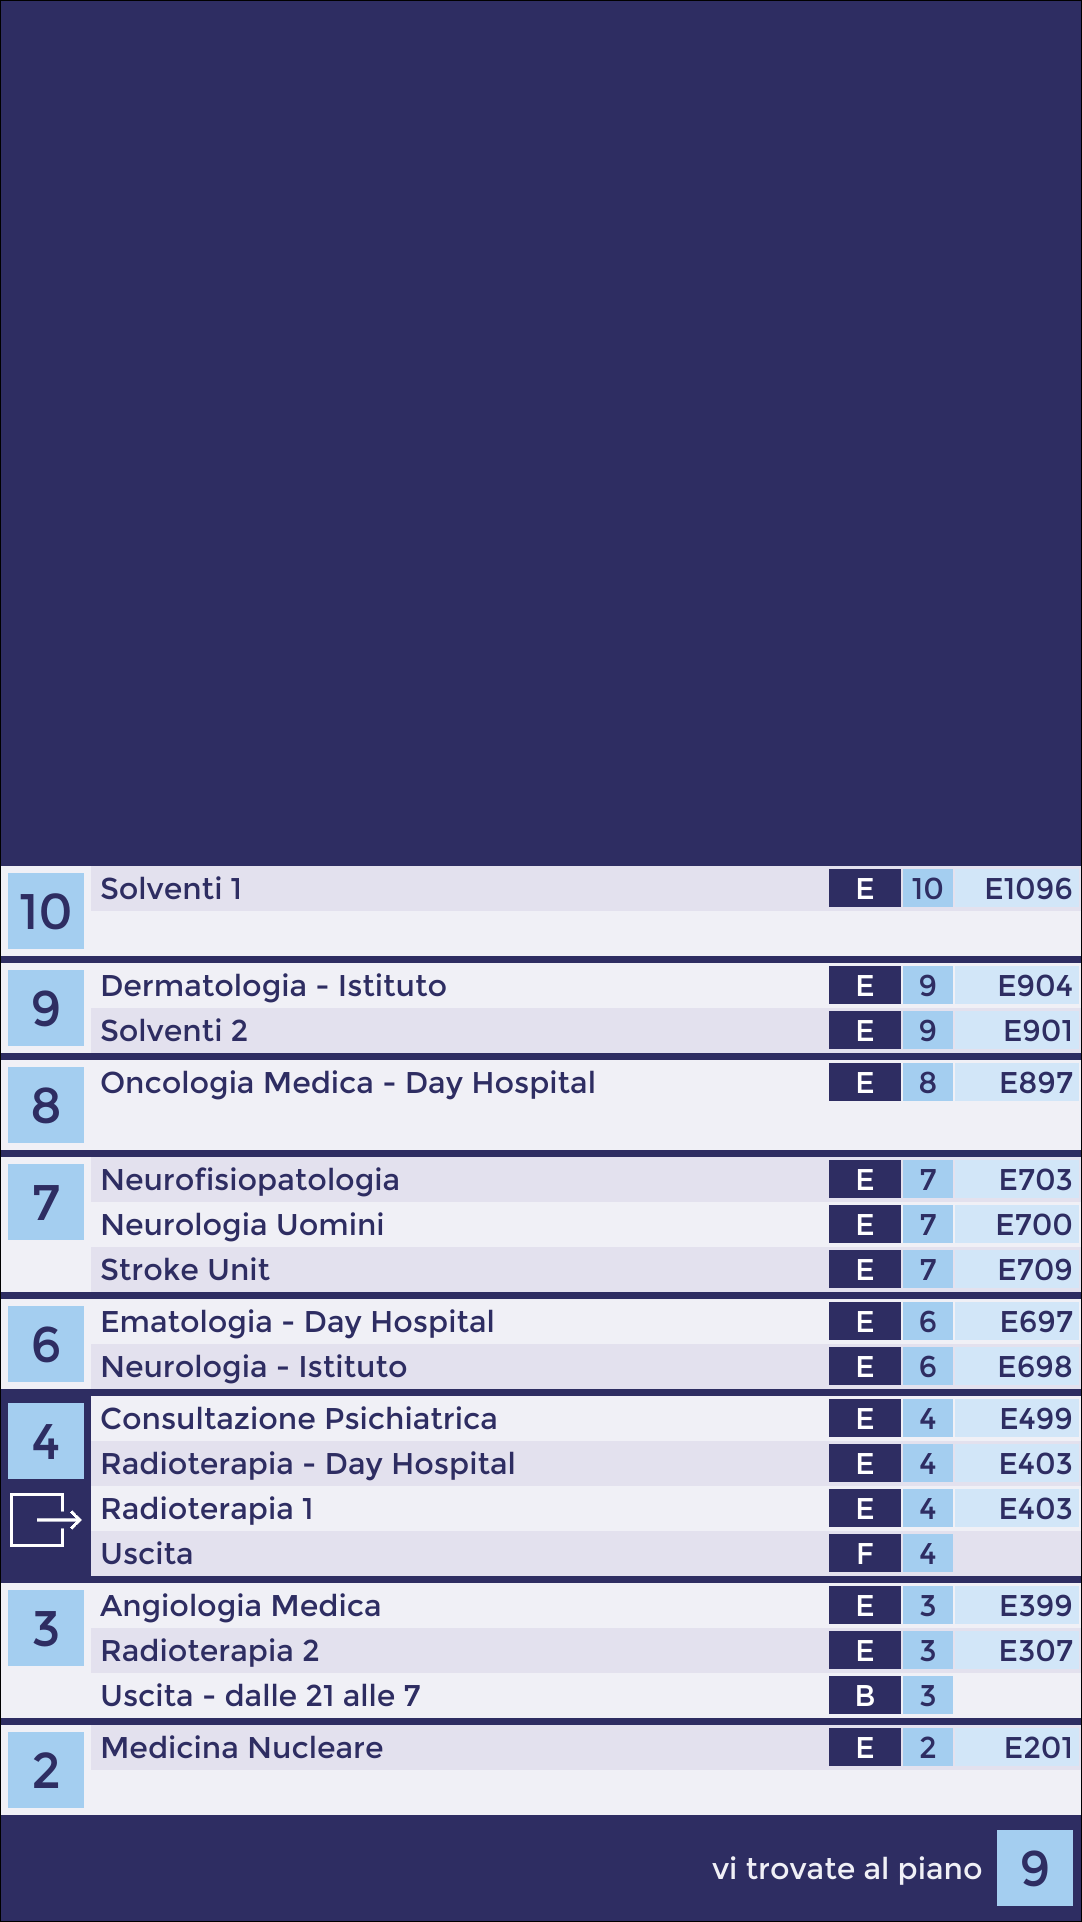 10
Solventi 1 E 10 E1096
9
Dermatologia - Istituto E 9 E904
Solventi 2 E 9 E901
8
Oncologia Medica - Day Hospital E 8 E897
7
Neurofisiopatologia E 7 E703
Neurologia Uomini E 7 E700
Stroke Unit E 7 E709
6
Ematologia - Day Hospital E 6 E697
Neurologia - Istituto E 6 E698
4
Consultazione Psichiatrica E 4 E499
Radioterapia - Day Hospital E 4 E403
Radioterapia 1 E 4 E403
Uscita F 4
3
Angiologia Medica E 3 E399
Radioterapia 2 E 3 E307
Uscita - dalle 21 alle 7 B 3
2
Medicina Nucleare E 2 E201
vi trovate al piano 9